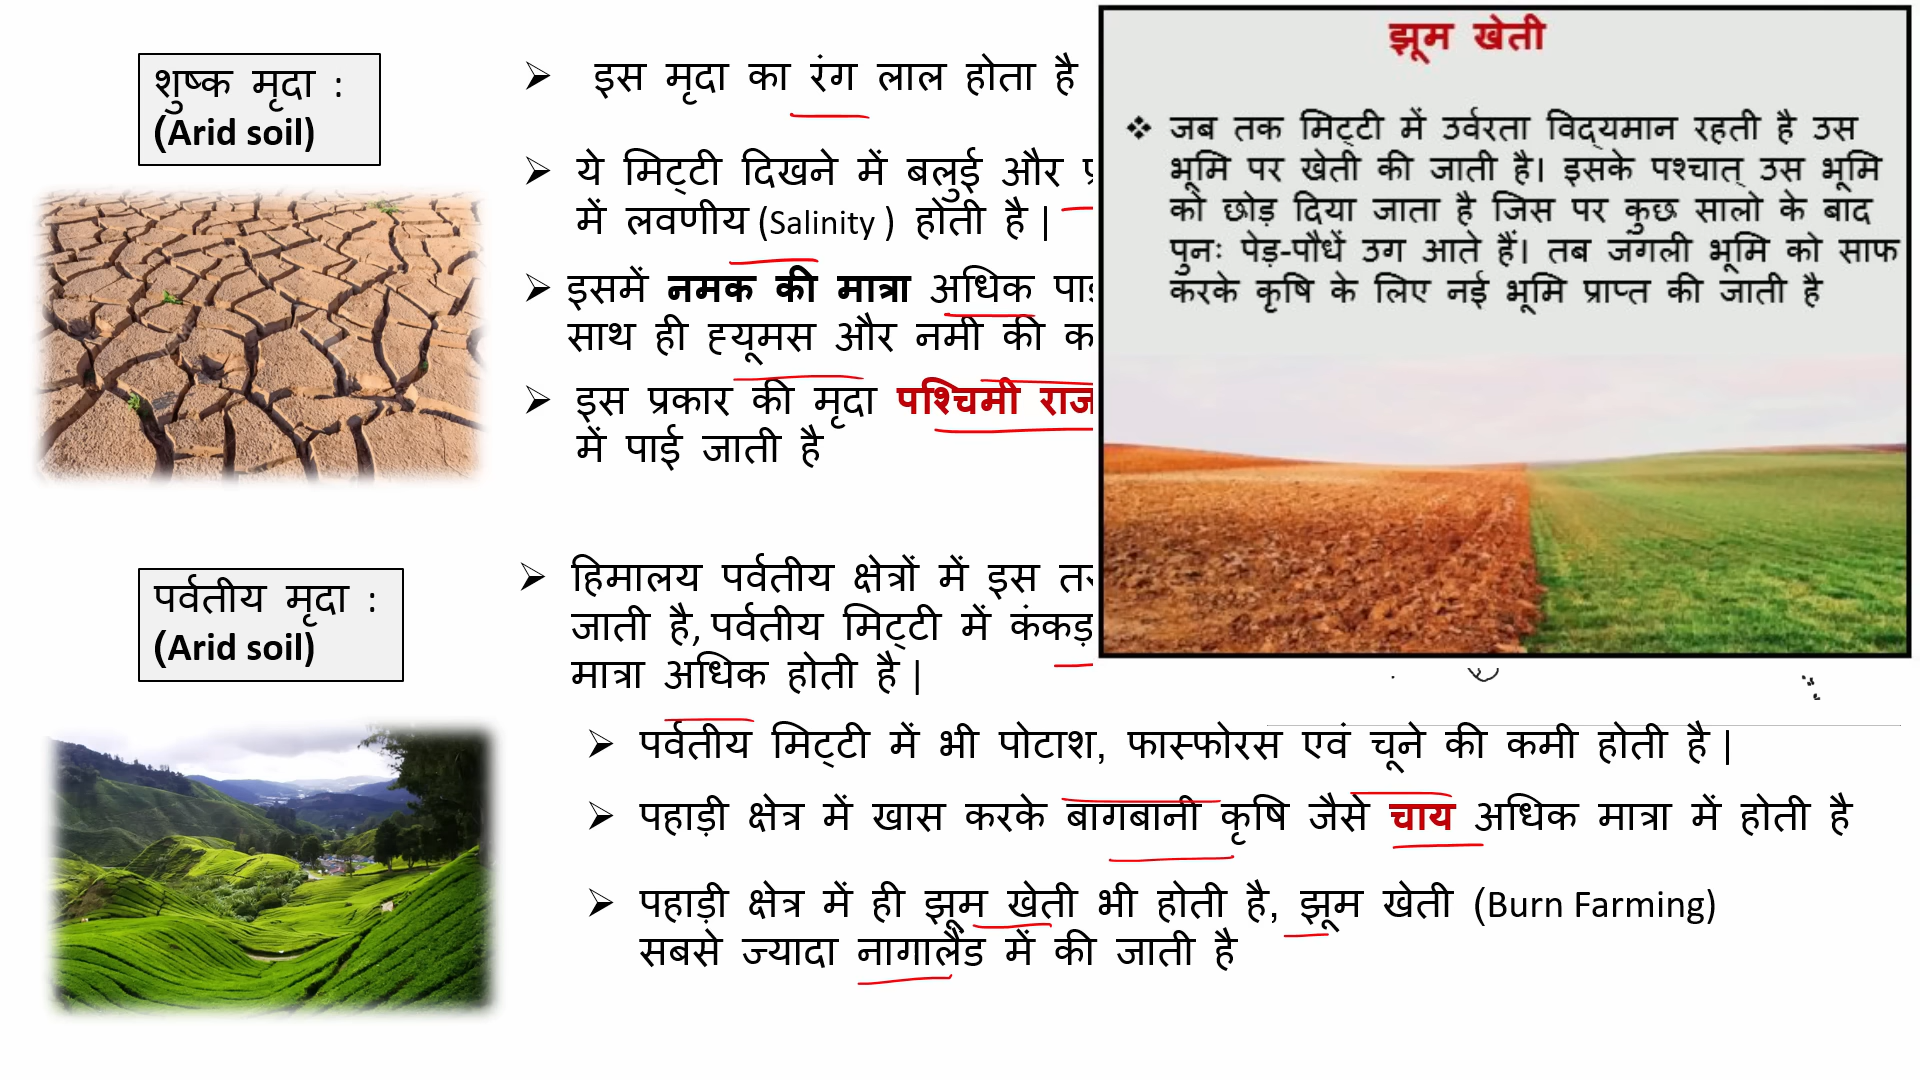 शुष्क मृदा :
(Arid soil)
➢ इस मृदा का रंग लाल होता है
➢ ये मिट्टी दिखने में बलुई और
में लवणीय (Salinity ) होती है |
➢ इसमें नमक की मात्रा अधिक
साथ ही ह्यूमस और नमी की
➢ इस प्रकार की मृदा पश्चिमी
में पाई जाती है
झूम खेती
❖ जब तक मिट्टी में उर्वरता विद्यमान रहती है उस
भूमि पर खेती की जाती है। इसके पश्चात् उस भूमि
को छोड़ दिया जाता है जिस पर कुछ सालो के बाद
पुनः पेड़-पौधें उग आते हैं। तब जंगली भूमि को साफ
करके कृषि के लिए नई भूमि प्राप्त की जाती है
पर्वतीय मृदा :
(Arid soil)
➢ हिमालय पर्वतीय क्षेत्रों में इस
जाती है, पर्वतीय मिट्टी में कंकड़
मात्रा अधिक होती है |
➢ पर्वतीय मिट्टी में भी पोटाश, फास्फोरस एवं चूने की कमी होती है |
➢ पहाड़ी क्षेत्र में खास करके बागबानी कृषि जैसे चाय अधिक मात्रा में होती है
➢ पहाड़ी क्षेत्र में ही झूम खेती भी होती है, झूम खेती (Burn Farming)
सबसे ज्यादा नागालैंड में की जाती है